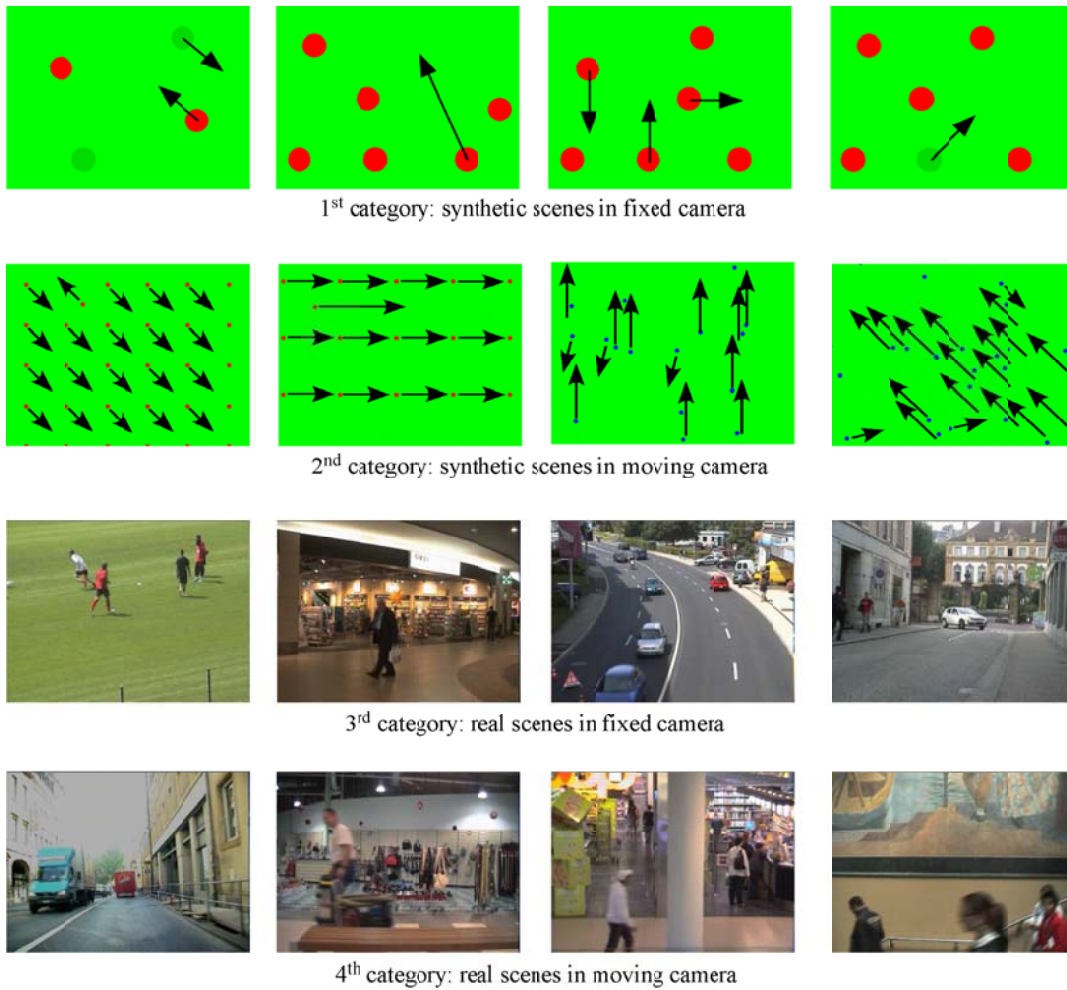 1st category: synthetic scenes in fixed camera
2nd category: synthetic scenes in moving camera
3rd category: real scenes in fixed camera
4th category: real scenes in moving camera